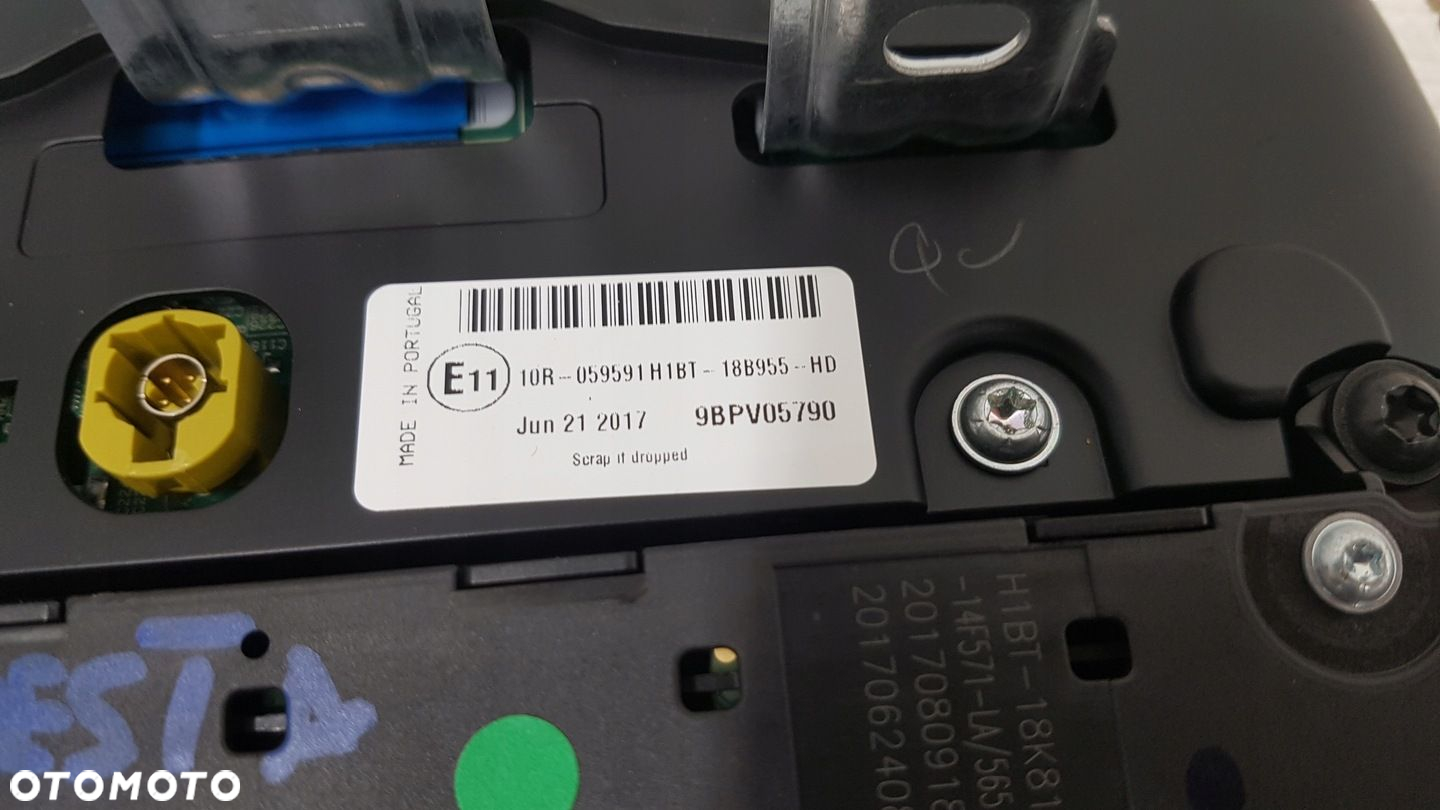 MADE IN PORTUGAL
E11
10R-059591 H1BT-18B955-HD
Jun 21 2017 9BPV05790
Scrap if dropped
H1BT-18K81
-14F571-LA/565
201708091
20170624
ESTA
OTOMOTO